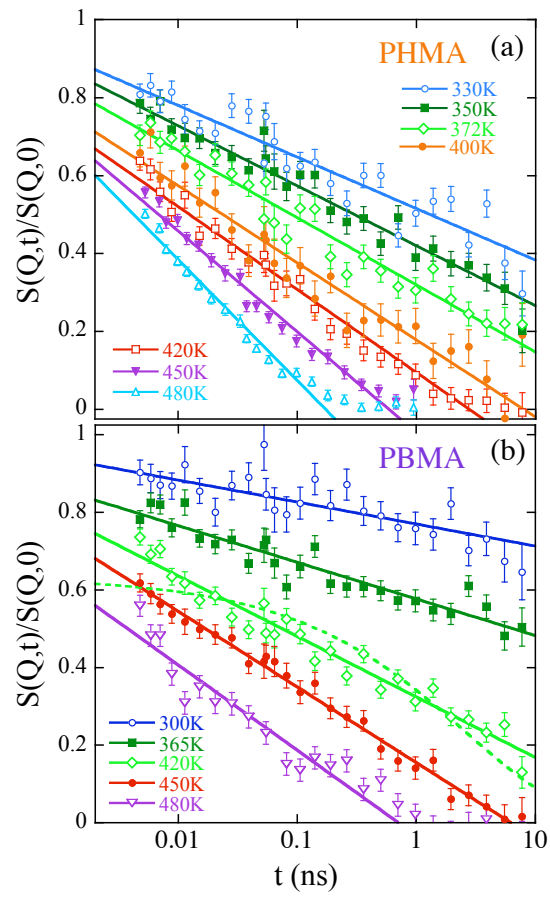 PHMA (a)
330K
350K
372K
400K
420K
450K
480K
0.8
0.6
0.4
0.2
0
S(Q,t)/S(Q,0)
PBMA (b)
300K
365K
420K
450K
480K
1
0.8
0.6
0.4
0.2
0
S(Q,t)/S(Q,0)
0.01 0.1 1 10
t (ns)